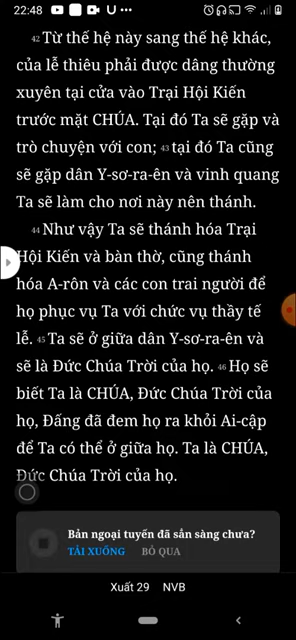 22:48
42 Từ thế hệ này sang thế hệ khác,
của lễ thiêu phải được dâng thường
xuyên tại cửa vào Trại Hội Kiến
trước mặt CHÚA. Tại đó Ta sẽ gặp và
trò chuyện với con; 43 tại đó Ta cũng
sẽ gặp dân Y-sơ-ra-ên và vinh quang
Ta sẽ làm cho nơi này nên thánh.
44 Như vậy Ta sẽ thánh hóa Trại
Hội Kiến và bàn thờ, cũng thánh
hóa A-rôn và các con trai người để
họ phục vụ Ta với chức vụ thầy tế
lễ. 45 Ta sẽ ở giữa dân Y-sơ-ra-ên và
sẽ là Đức Chúa Trời của họ. 46 Họ sẽ
biết Ta là CHÚA, Đức Chúa Trời của
họ, Đấng đã đem họ ra khỏi Ai-cập
để Ta có thể ở giữa họ. Ta là CHÚA,
Đức Chúa Trời của họ.
Bản ngoại tuyến đã sẵn sàng chưa?
TẢI XUỐNG BỎ QUA
Xuất 29 NVB